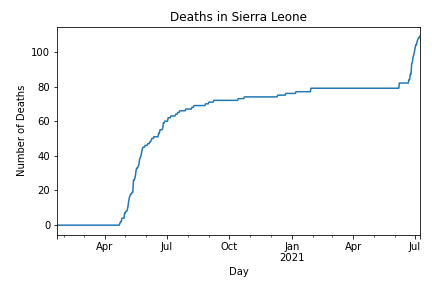 Deaths in Sierra Leone
Number of Deaths
100
80
60
40
20
0
Apr
Jul
Oct
Jan
2021
Apr
Jul
Day